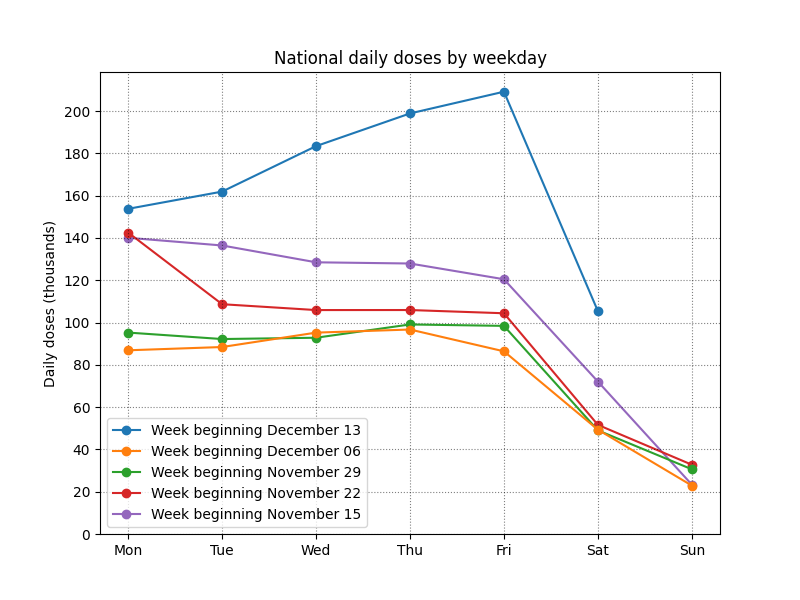 National daily doses by weekday
Daily doses (thousands)
200
180
160
140
120
100
80
60
40
20
0
Week beginning December 13
Week beginning December 06
Week beginning November 29
Week beginning November 22
Week beginning November 15
Mon Tue Wed Thu Fri Sat Sun